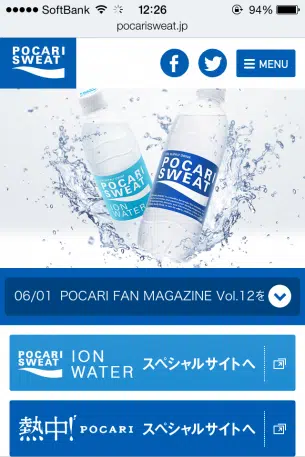 SoftBank 12:26 94%
pocarisweat.jp
POCARI
SWEAT
MENU
POCARI
SWEAT
ION
WATER
POCARI
SWEAT
06/01 POCARI FAN MAGAZINE Vol.12を
POCARI
SWEAT
ION
WATER
スペシャルサイトへ
熱中! POCARI スペシャルサイトへ